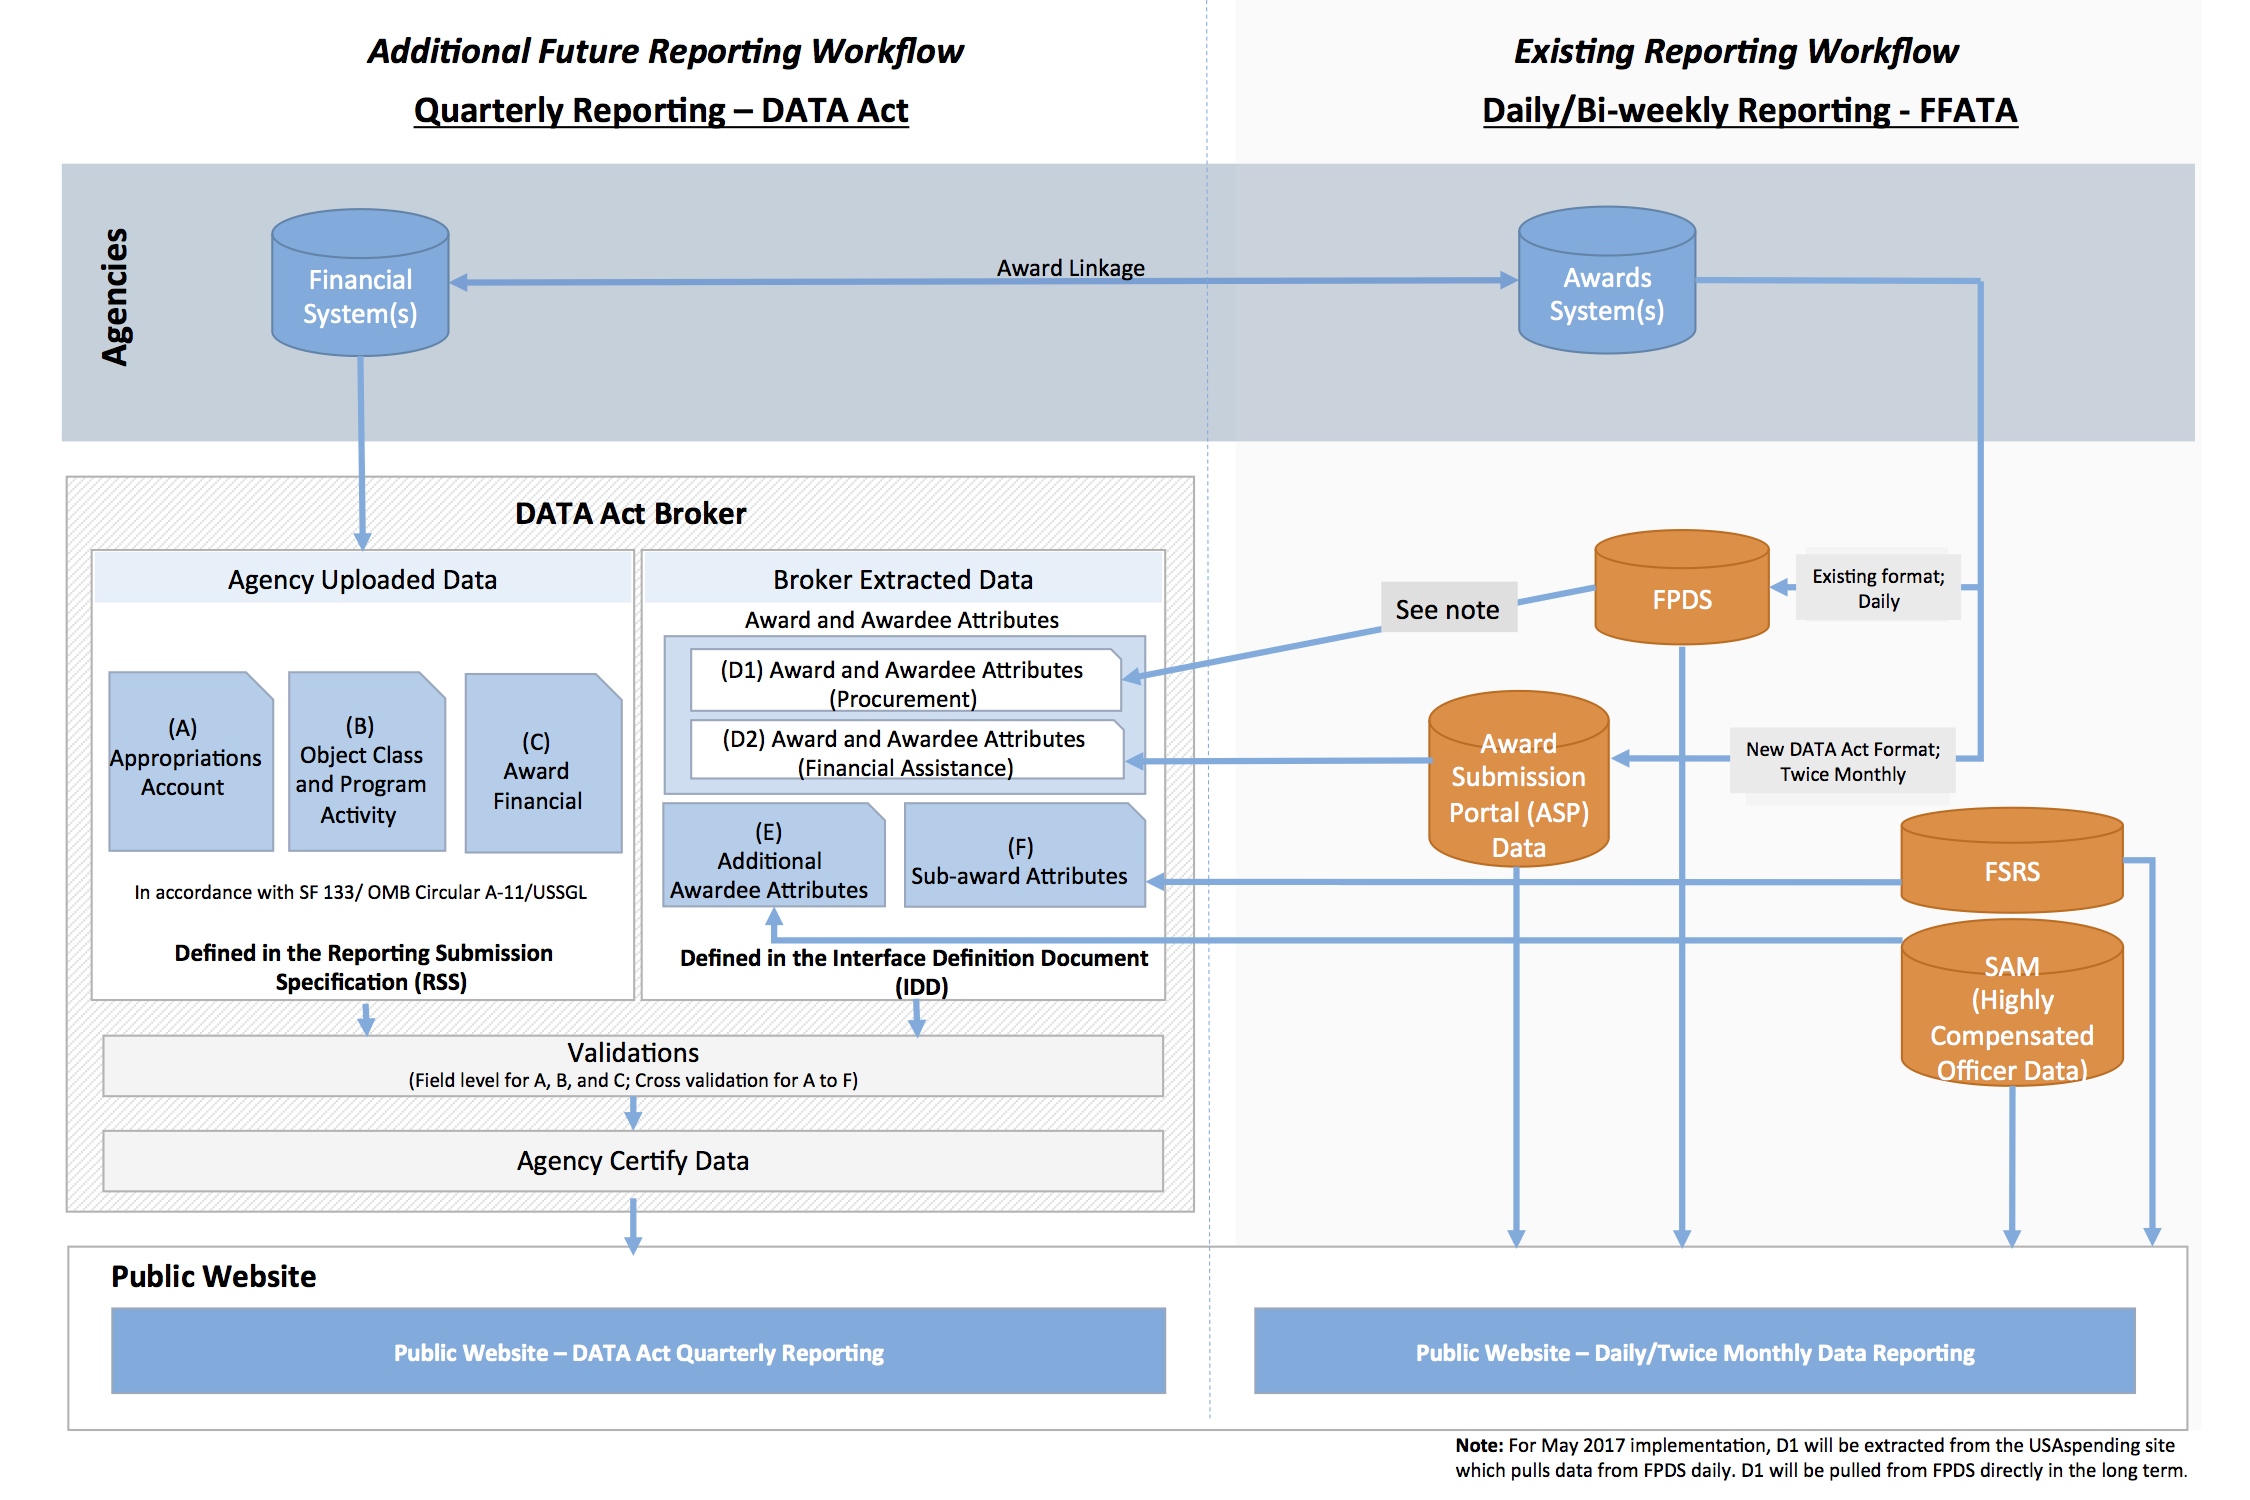 Additional Future Reporting Workflow
Quarterly Reporting – DATA Act
Existing Reporting Workflow
Daily/Bi-weekly Reporting - FFATA
Agencies
Financial
System(s)
Award Linkage
Awards
System(s)
DATA Act Broker
Agency Uploaded Data
(A)
Appropriations
Account
(B)
Object Class
and Program
Activity
(C)
Award
Financial
In accordance with SF 133/ OMB Circular A-11/USSGL
Defined in the Reporting Submission
Specification (RSS)
Broker Extracted Data
Award and Awardee Attributes
(D1) Award and Awardee Attributes
(Procurement)
(D2) Award and Awardee Attributes
(Financial Assistance)
(E)
Additional
Awardee Attributes
(F)
Sub-award Attributes
Defined in the Interface Definition Document
(IDD)
Validations
(Field level for A, B, and C; Cross validation for A to F)
Agency Certify Data
See note
FPDS
Existing format;
Daily
Award
Submission
Portal (ASP)
Data
New DATA Act Format;
Twice Monthly
FSRS
SAM
(Highly
Compensated
Officer Data)
Public Website
Public Website – DATA Act Quarterly Reporting
Public Website – Daily/Twice Monthly Data Reporting
Note: For May 2017 implementation, D1 will be extracted from the USAspending site
which pulls data from FPDS daily. D1 will be pulled from FPDS directly in the long term.